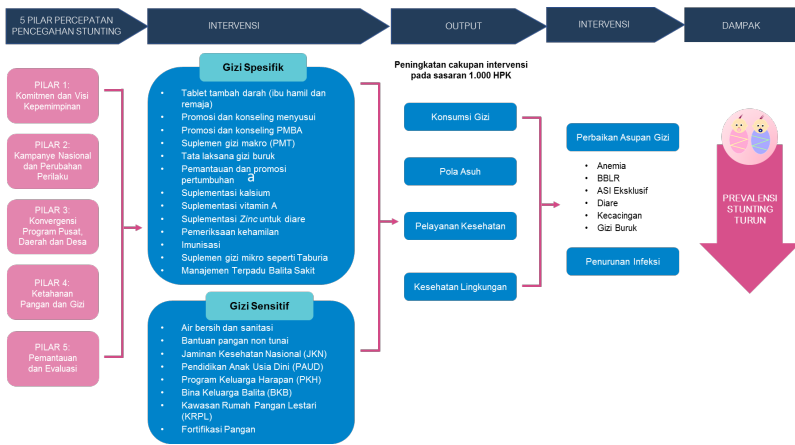 5 PILAR PERCEPATAN
PENCEGAHAN STUNTING
INTERVENSI
OUTPUT
INTERVENSI
DAMPAK
PILAR 1:
Komitmen dan Visi
Kepemimpinan
PILAR 2:
Kampanye Nasional
dan Perubahan
Perilaku
PILAR 3:
Konvergensi
Program Pusat,
Daerah dan Desa
PILAR 4:
Ketahanan
Pangan dan Gizi
PILAR 5:
Pemantauan
dan Evaluasi
Gizi Spesifik
• Tablet tambah darah (ibu hamil dan
remaja)
• Promosi dan konseling menyusui
• Promosi dan konseling PMBA
• Suplemen gizi makro (PMT)
• Tata laksana gizi buruk
• Pemantauan dan promosi
pertumbuhan a
• Suplementasi kalsium
• Suplementasi vitamin A
• Suplementasi Zinc untuk diare
• Pemeriksaan kehamilan
• Imunisasi
• Suplemen gizi mikro seperti Taburia
• Manajemen Terpadu Balita Sakit
Gizi Sensitif
• Air bersih dan sanitasi
• Bantuan pangan non tunai
• Jaminan Kesehatan Nasional (JKN)
• Pendidikan Anak Usia Dini (PAUD)
• Program Keluarga Harapan (PKH)
• Bina Keluarga Balita (BKB)
• Kawasan Rumah Pangan Lestari
(KRPL)
• Fortifikasi Pangan
Peningkatan cakupan intervensi
pada sasaran 1.000 HPK
Konsumsi Gizi
Pola Asuh
Pelayanan Kesehatan
Kesehatan Lingkungan
Perbaikan Asupan Gizi
• Anemia
• BBLR
• ASI Eksklusif
• Diare
• Kecacingan
• Gizi Buruk
Penurunan Infeksi
PREVALENSI
STUNTING
TURUN